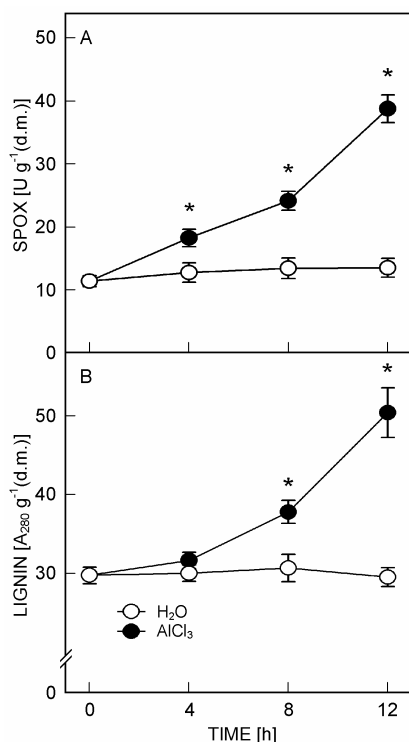 A
50
*
40
*
30
*
20
10
0
SPOX [U g-1(d.m.)]
B
*
50
*
40
30
0
LIGNIN [A280 g-1(d.m.)]
H2O
AlCl3
0 4 8 12
TIME [h]